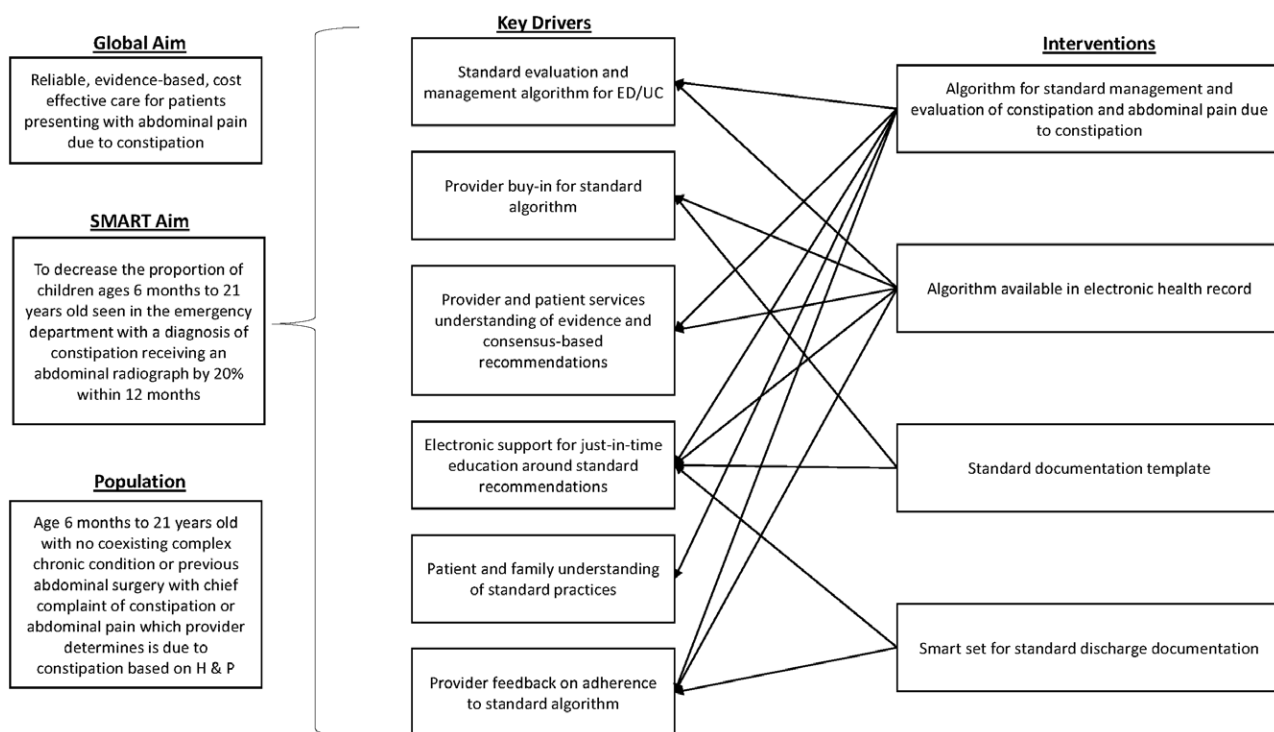 Global Aim
Reliable, evidence-based, cost
effective care for patients
presenting with abdominal pain
due to constipation
SMART Aim
To decrease the proportion of
children ages 6 months to 21
years old seen in the emergency
department with a diagnosis of
constipation receiving an
abdominal radiograph by 20%
within 12 months
Population
Age 6 months to 21 years old
with no coexisting complex
chronic condition or previous
abdominal surgery with chief
complaint of constipation or
abdominal pain which provider
determines is due to
constipation based on H & P
Key Drivers
Standard evaluation and
management algorithm for ED/UC
Provider buy-in for standard
algorithm
Provider and patient services
understanding of evidence and
consensus-based
recommendations
Electronic support for just-in-time
education around standard
recommendations
Patient and family understanding
of standard practices
Provider feedback on adherence
to standard algorithm
Interventions
Algorithm for standard management and
evaluation of constipation and abdominal pain due
to constipation
Algorithm available in electronic health record
Standard documentation template
Smart set for standard discharge documentation